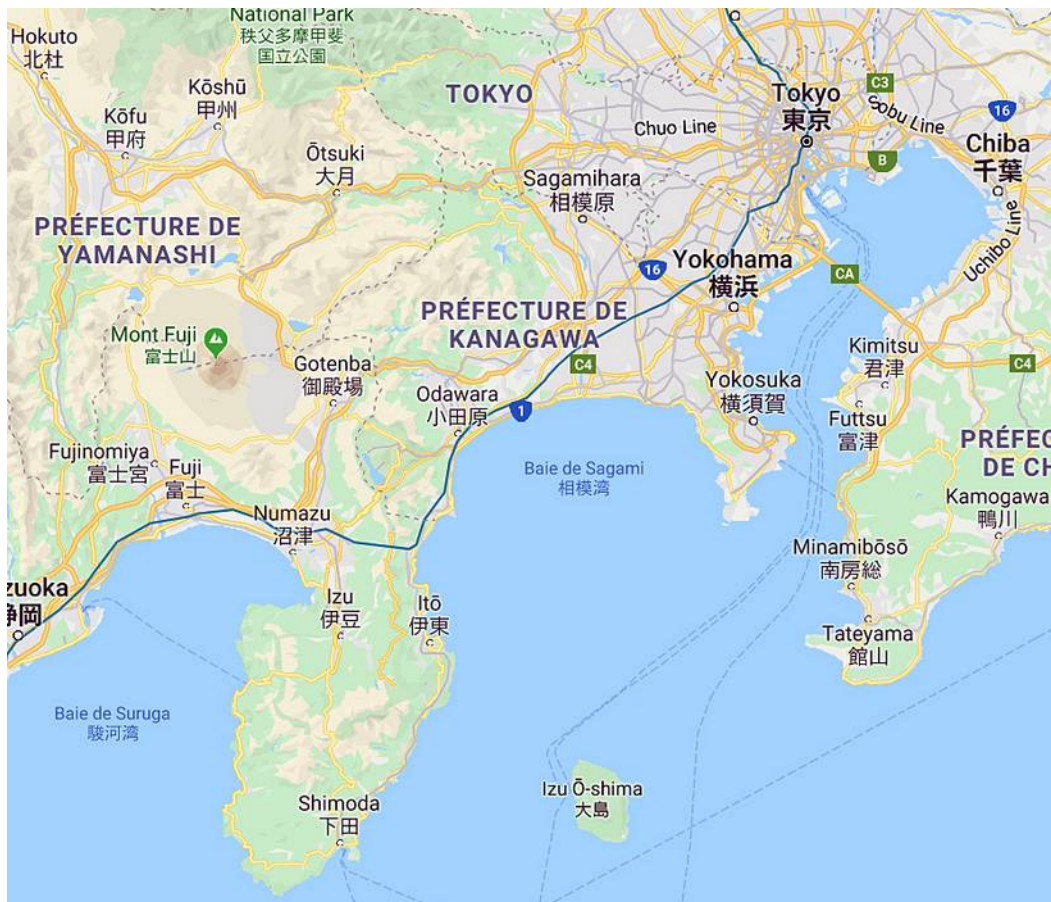 National Park
秩父多摩甲斐
国立公園
Hokuto
北杜
Kōshū
甲州
Kōfu
甲府
TOKYO
Tokyo
東京
C3
Sobu Line
16
Chuo Line
Chiba
千葉
B
Ōtsuki
大月
Sagamihara
相模原
PRÉFECTURE DE
YAMANASHI
Uchibo Line
16
Yokohama
横浜
CA
PRÉFECTURE DE
KANAGAWA
Mont Fuji
富士山
Gotenba
御殿場
C4
Kimitsu
君津
C4
Odawara
小田原
1
Yokosuka
横須賀
Futtsu
富津
PRÉFEC
DE CH
Fujinomiya
富士宮
Fuji
富士
Baie de Sagami
相模湾
Kamogawa
鴨川
Numazu
沼津
Minamibōsō
南房総
zuoka
静岡
Izu
伊豆
Itō
伊東
Tateyama
館山
Baie de Suruga
駿河湾
Izu Ō-shima
大島
Shimoda
下田